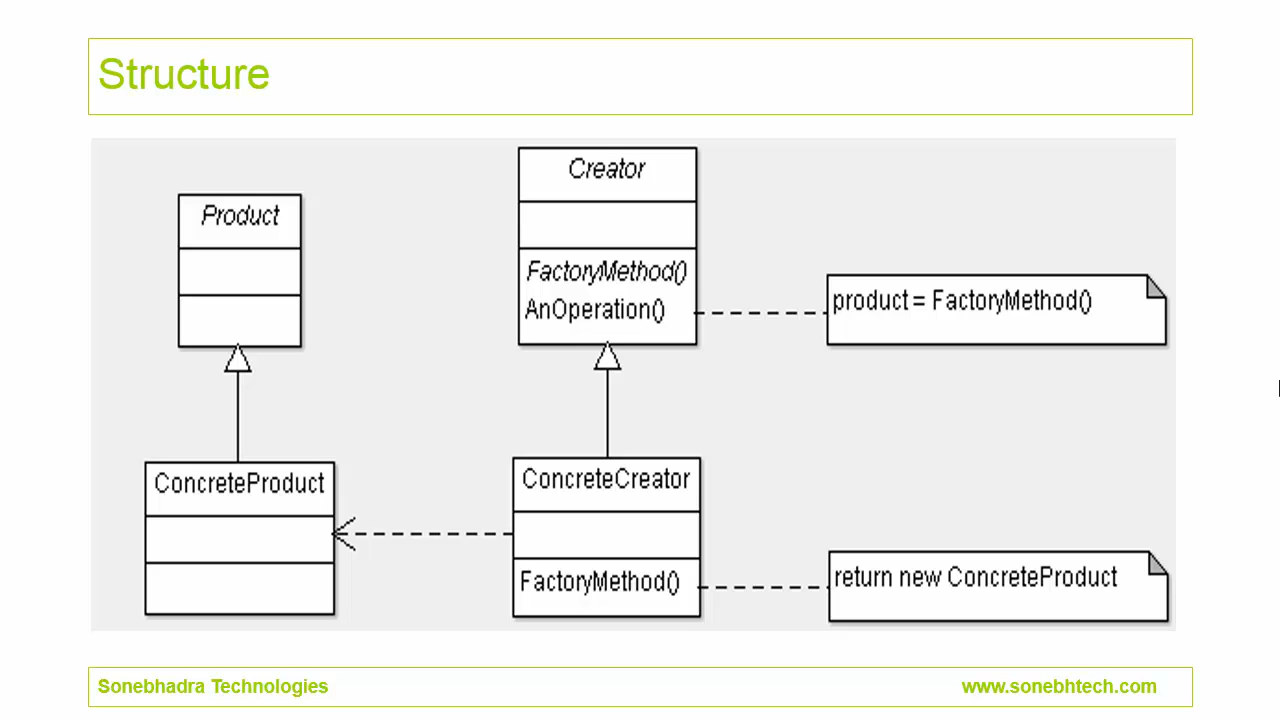 Structure
Product
Creator
FactoryMethod()
AnOperation()
product = FactoryMethod()
ConcreteProduct
ConcreteCreator
FactoryMethod()
return new ConcreteProduct
Sonebhadra Technologies
www.sonebhtech.com